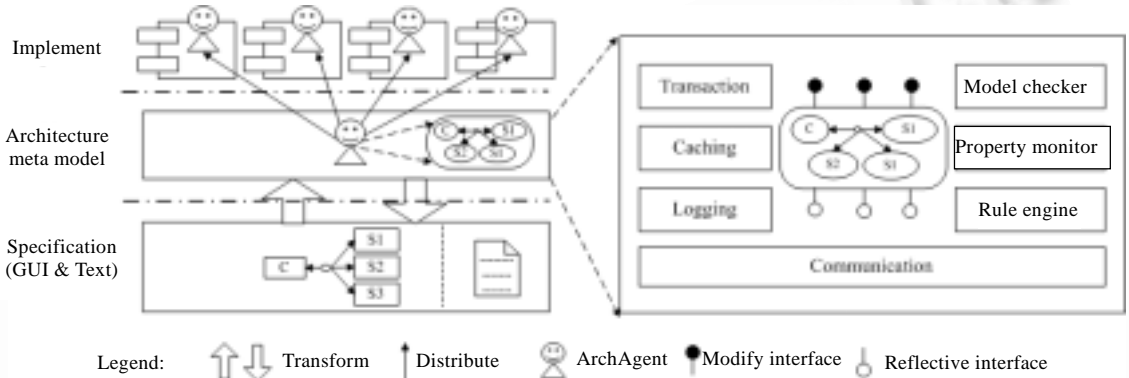 Implement
Architecture
meta model
C
S1
S2
S1
Specification
(GUI & Text)
C
S1
S2
S3
Transaction
Model checker
Caching
C
S1
S2
S1
Property monitor
Logging
Rule engine
Communication
Legend:
Transform
Distribute
ArchAgent
Modify interface
Reflective interface